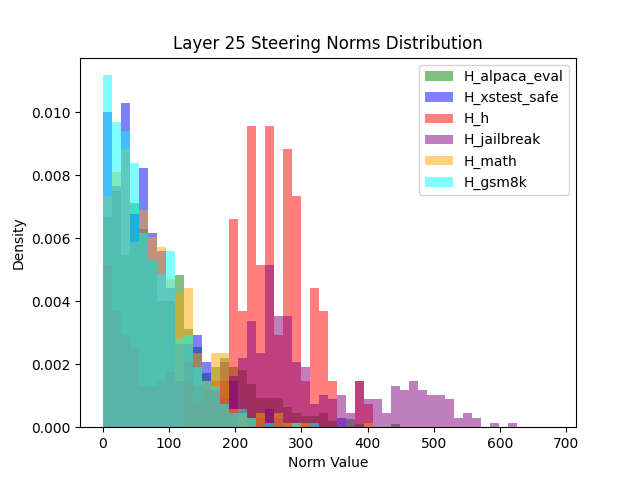 Layer 25 Steering Norms Distribution
H_alpaca_eval
H_xstest_safe
H_h
H_jailbreak
H_math
H_gsm8k
0.010
0.008
0.006
0.004
0.002
0.000
Density
0 100 200 300 400 500 600 700
Norm Value